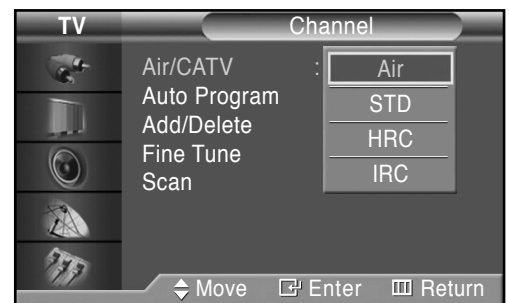 TV Channel
Air/CATV : Air
Auto Program STD
Add/Delete HRC
Fine Tune IRC
Scan
Move Enter Return